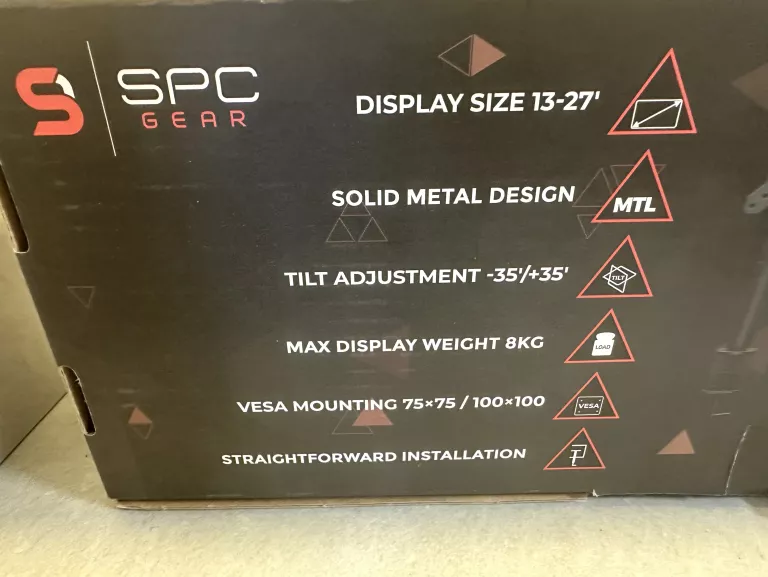 SPC
GEAR
DISPLAY SIZE 13-27'
SOLID METAL DESIGN
MTL
TILT ADJUSTMENT -35'/+35'
TILT
MAX DISPLAY WEIGHT 8KG
LOAD
VESA MOUNTING 75×75 / 100×100
VESA
STRAIGHTFORWARD INSTALLATION